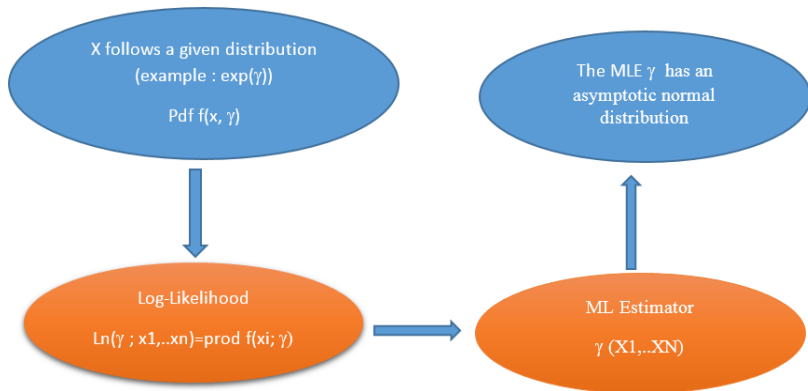 X follows a given distribution
(example : exp(γ))
Pdf f(x, γ)
Log-Likelihood
Ln(γ ; x1,..xn)=prod f(xi; γ)
ML Estimator
γ (X1,..XN)
The MLE γ has an
asymptotic normal
distribution